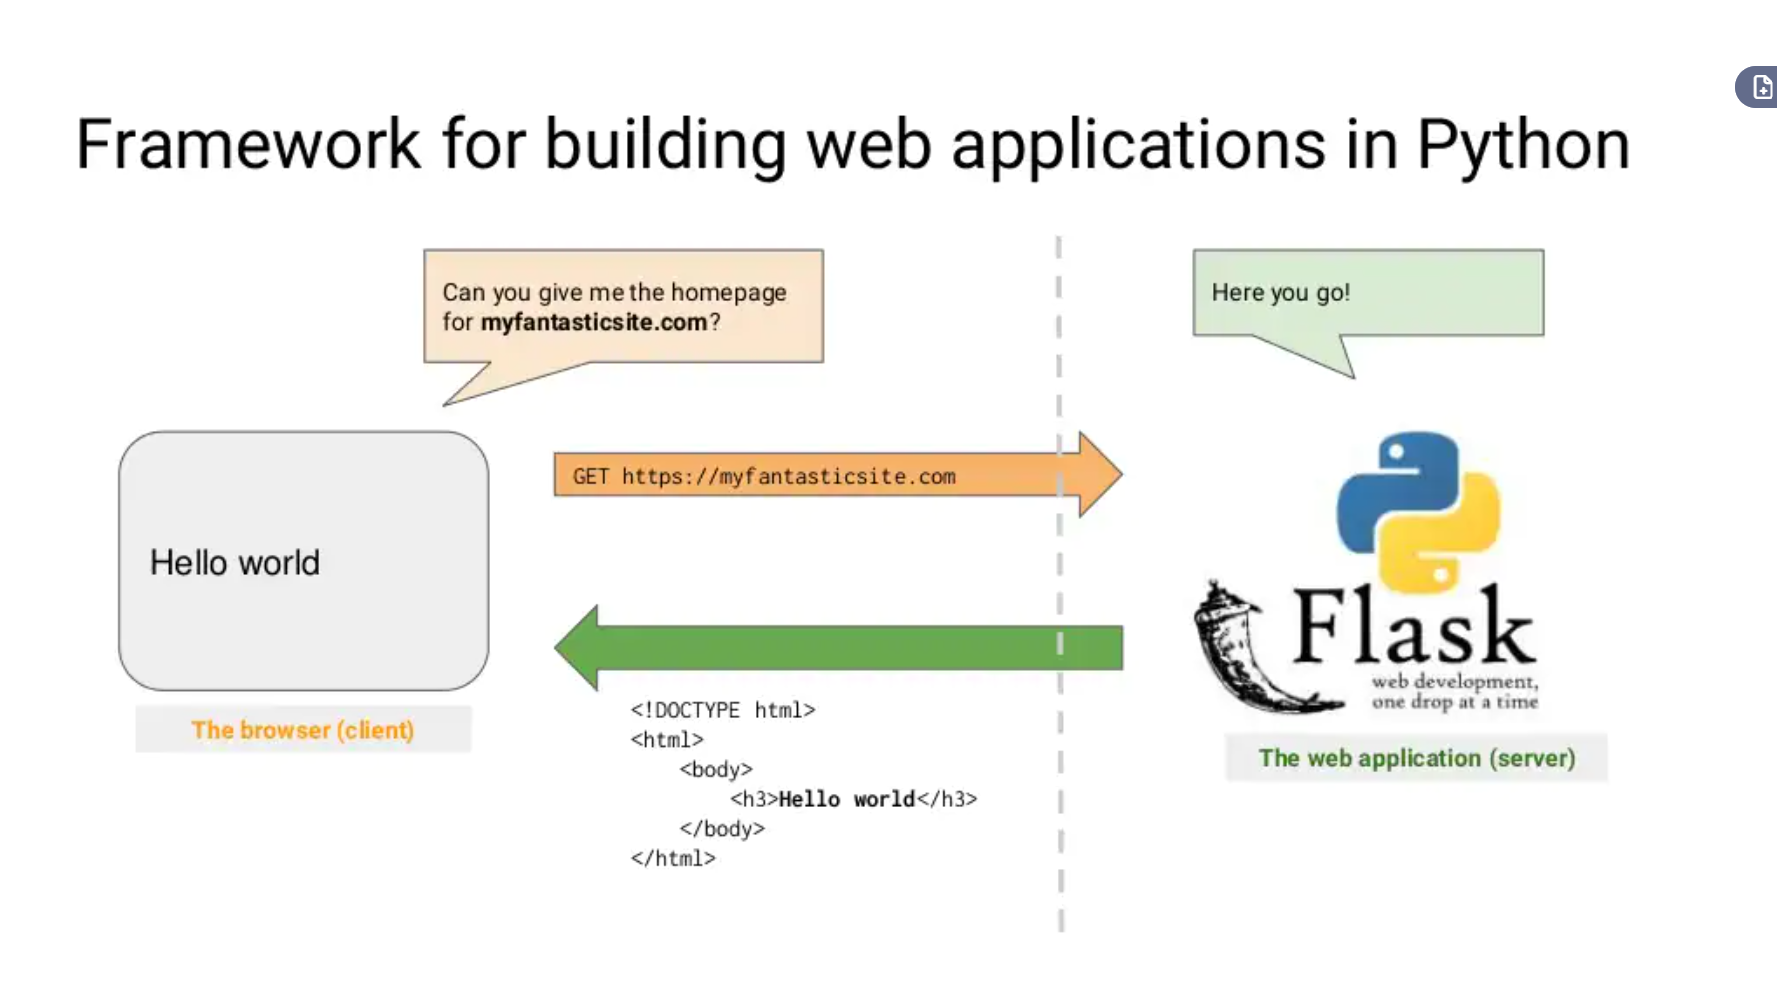 Framework for building web applications in Python
Can you give me the homepage
for myfantasticsite.com?
Here you go!
GET https://myfantasticsite.com
Hello world
Flask
web development,
one drop at a time
The browser (client)
The web application (server)
<!DOCTYPE html>
<html>
    <body>
        <h3>Hello world</h3>
    </body>
</html>